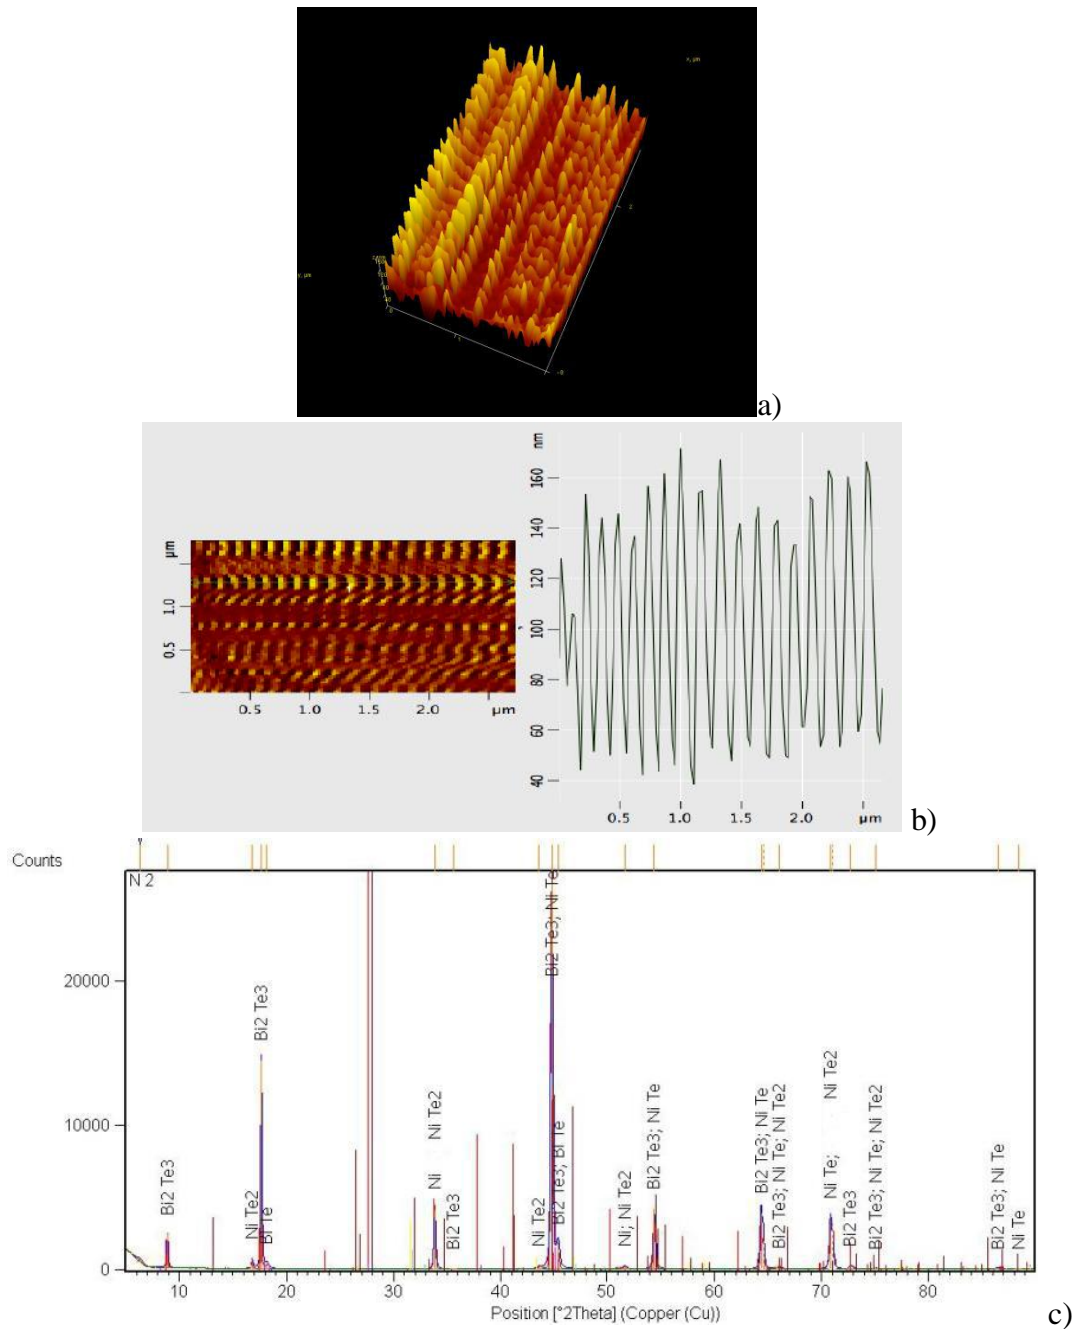 x,µm
y,µm
2
1
0
a)
nm
160
140
120
100
80
60
40
µm
1.0
0.5
0.5 1.0 1.5 2.0 µm
0.5 1.0 1.5 2.0 µm
b)
Counts
N 2
20000
10000
0
Bi2 Te3
Ni Te2
Bi Te
Bi2 Te3
Ni Ni Te2
Bi2 Te3
Ni Te2
Bi2 Te3; Ni Te
Bi2 Te3; Bi Te
Ni; Ni Te2
Bi2 Te3; Ni Te
Bi2 Te3; Ni Te
Bi2 Te3; Ni Te; Ni Te2
Ni Te; Ni Te2
Bi2 Te3
Bi2 Te3; Ni Te; Ni Te2
Bi2 Te3; Ni Te
Ni Te
10 20 30 40 50 60 70 80
Position [°2Theta] (Copper (Cu))
c)